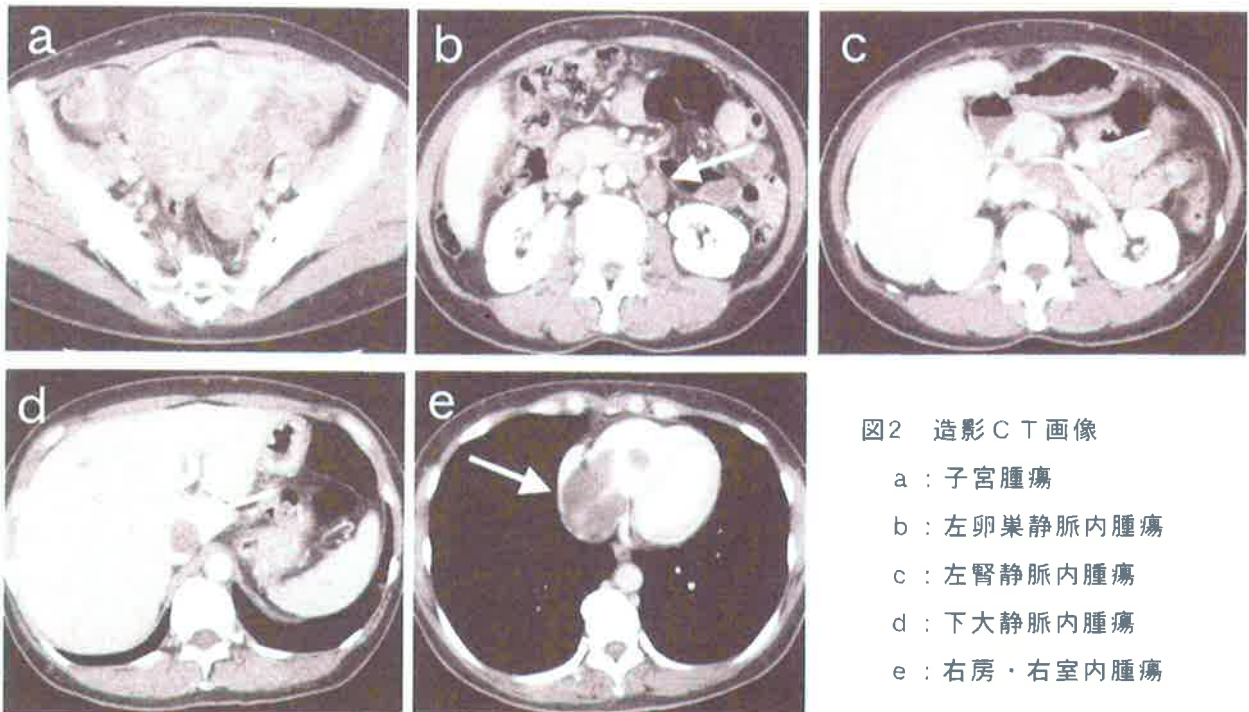 a
b
c
d
e
図2 造影CT画像
a：子宮腫瘍
b：左卵巣静脈内腫瘍
c：左腎静脈内腫瘍
d：下大静脈内腫瘍
e：右房・右室内腫瘍